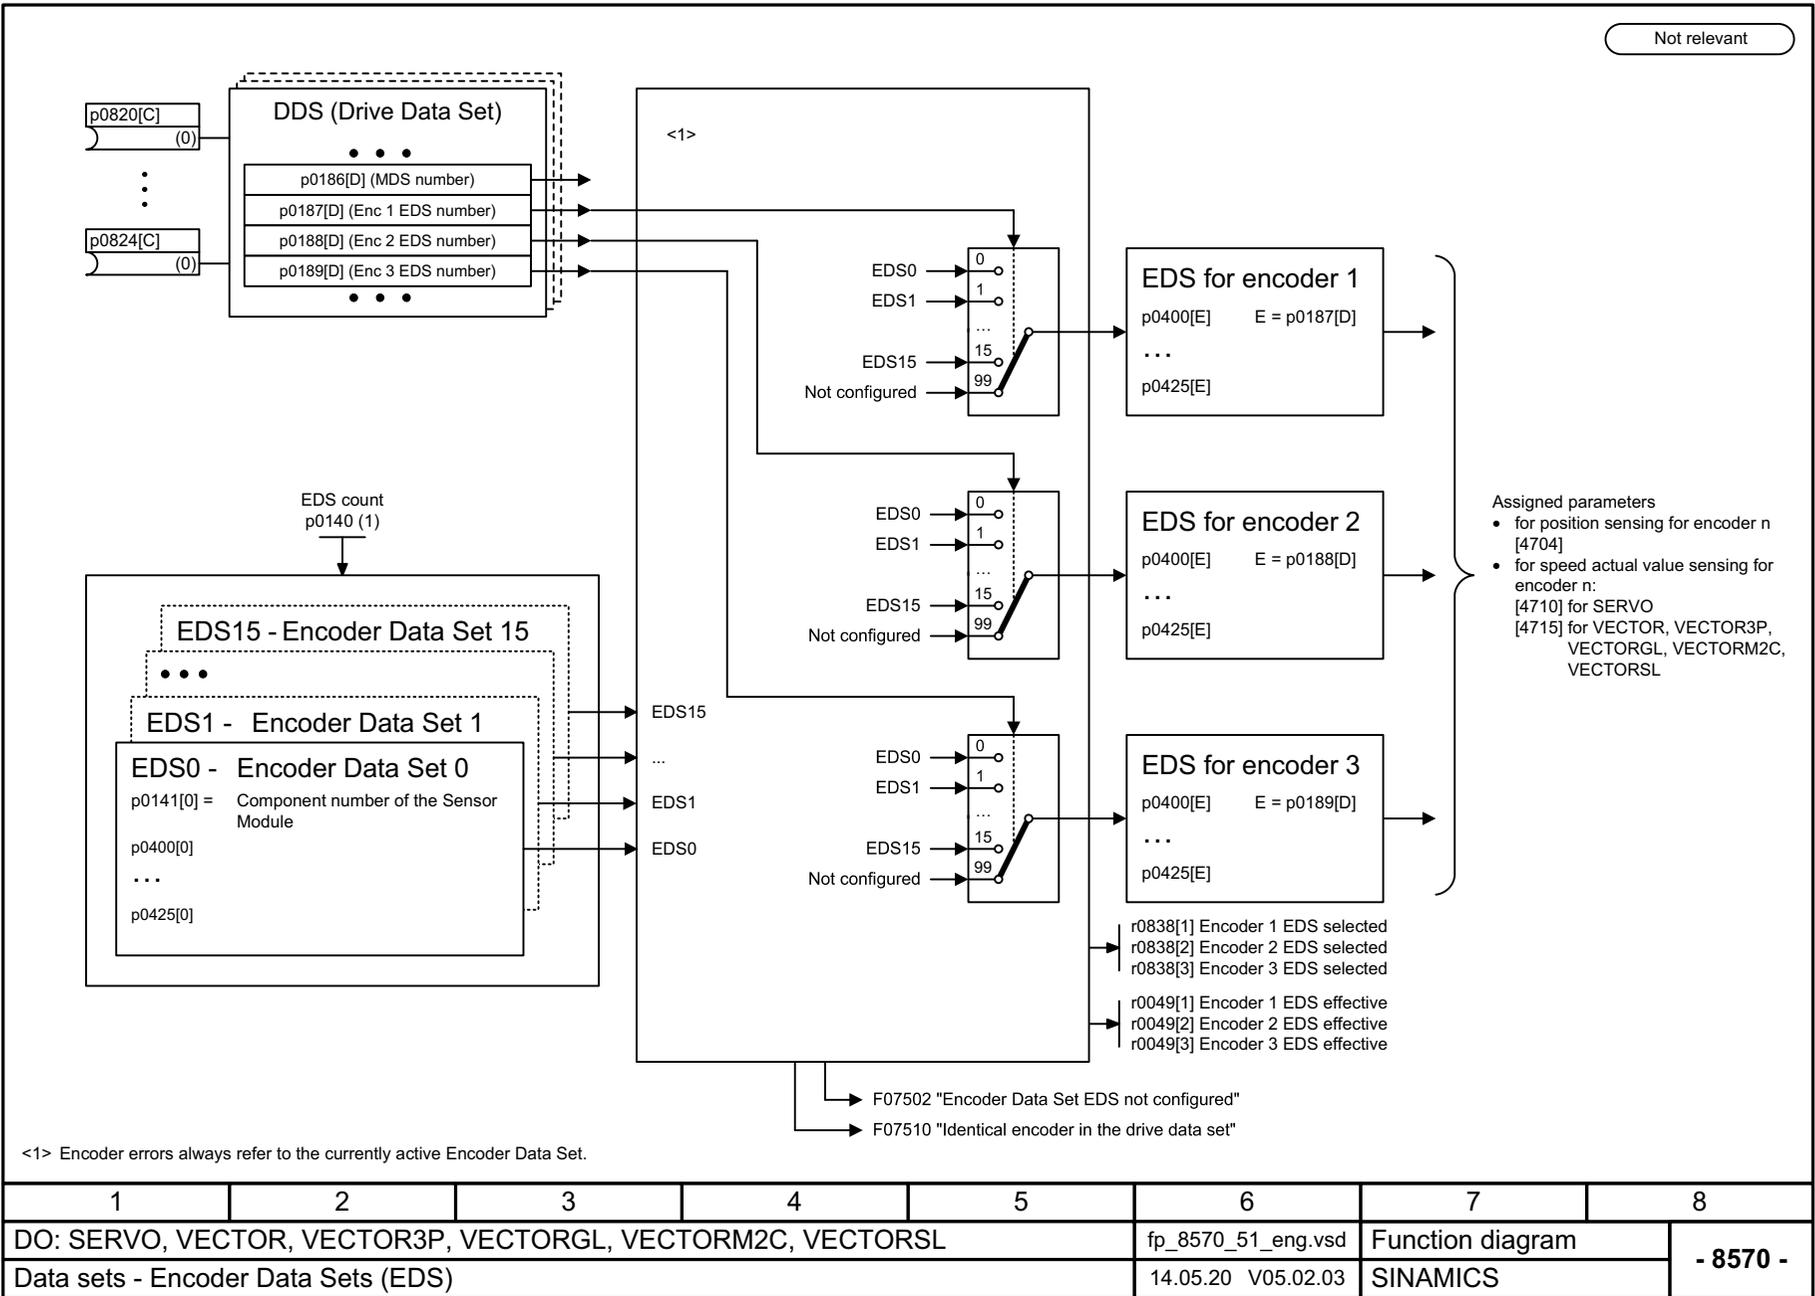 Not relevant
p0820[C]
(0)
p0824[C]
(0)
DDS (Drive Data Set)
p0186[D] (MDS number)
p0187[D] (Enc 1 EDS number)
p0188[D] (Enc 2 EDS number)
p0189[D] (Enc 3 EDS number)
<1>
EDS0
EDS1
EDS15
Not configured
0
1
...
15
99
EDS for encoder 1
p0400[E] E = p0187[D]
...
p0425[E]
EDS0
EDS1
EDS15
Not configured
0
1
...
15
99
EDS for encoder 2
p0400[E] E = p0188[D]
...
p0425[E]
EDS0
EDS1
EDS15
Not configured
0
1
...
15
99
EDS for encoder 3
p0400[E] E = p0189[D]
...
p0425[E]
Assigned parameters
• for position sensing for encoder n
[4704]
• for speed actual value sensing for
encoder n:
[4710] for SERVO
[4715] for VECTOR, VECTOR3P,
VECTORGL, VECTORM2C,
VECTORSL
EDS count
p0140 (1)
EDS15 - Encoder Data Set 15
EDS1 - Encoder Data Set 1
EDS0 - Encoder Data Set 0
p0141[0] = Component number of the Sensor
Module
p0400[0]
...
p0425[0]
EDS15
...
EDS1
EDS0
r0838[1] Encoder 1 EDS selected
r0838[2] Encoder 2 EDS selected
r0838[3] Encoder 3 EDS selected
r0049[1] Encoder 1 EDS effective
r0049[2] Encoder 2 EDS effective
r0049[3] Encoder 3 EDS effective
F07502 "Encoder Data Set EDS not configured"
F07510 "Identical encoder in the drive data set"
<1> Encoder errors always refer to the currently active Encoder Data Set.
1 2 3 4 5 6 7 8
DO: SERVO, VECTOR, VECTOR3P, VECTORGL, VECTORM2C, VECTORSL
fp_8570_51_eng.vsd
Function diagram
- 8570 -
Data sets - Encoder Data Sets (EDS)
14.05.20 V05.02.03
SINAMICS